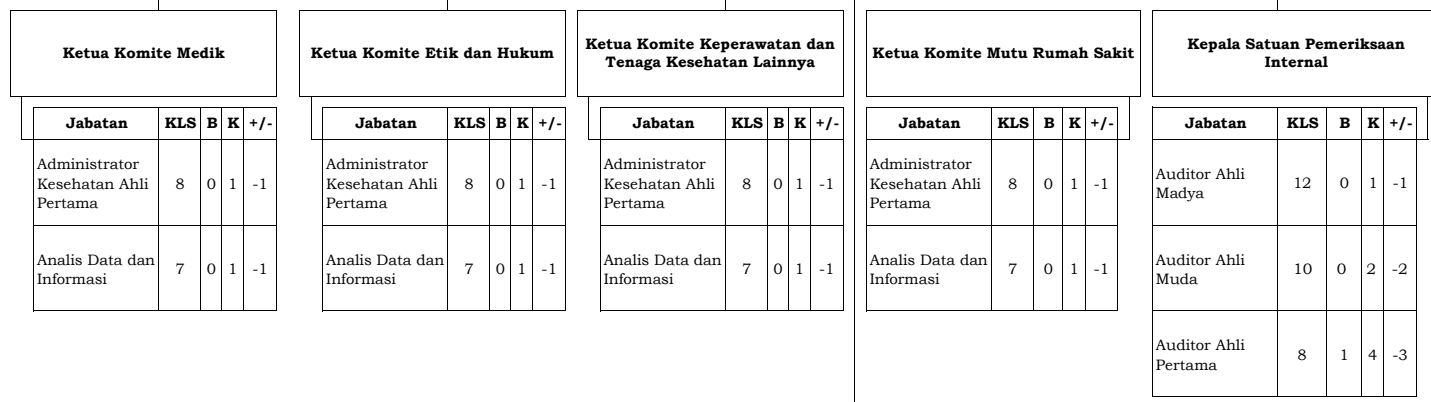 Ketua Komite Medik
Jabatan KLS B K +/-
Administrator
Kesehatan Ahli
Pertama
8 0 1 -1
Analis Data dan
Informasi
7 0 1 -1
Ketua Komite Etik dan Hukum
Jabatan KLS B K +/-
Administrator
Kesehatan Ahli
Pertama
8 0 1 -1
Analis Data dan
Informasi
7 0 1 -1
Ketua Komite Keperawatan dan
Tenaga Kesehatan Lainnya
Jabatan KLS B K +/-
Administrator
Kesehatan Ahli
Pertama
8 0 1 -1
Analis Data dan
Informasi
7 0 1 -1
Ketua Komite Mutu Rumah Sakit
Jabatan KLS B K +/-
Administrator
Kesehatan Ahli
Pertama
8 0 1 -1
Analis Data dan
Informasi
7 0 1 -1
Kepala Satuan Pemeriksaan
Internal
Jabatan KLS B K +/-
Auditor Ahli
Madya
12 0 1 -1
Auditor Ahli
Muda
10 0 2 -2
Auditor Ahli
Pertama
8 1 4 -3